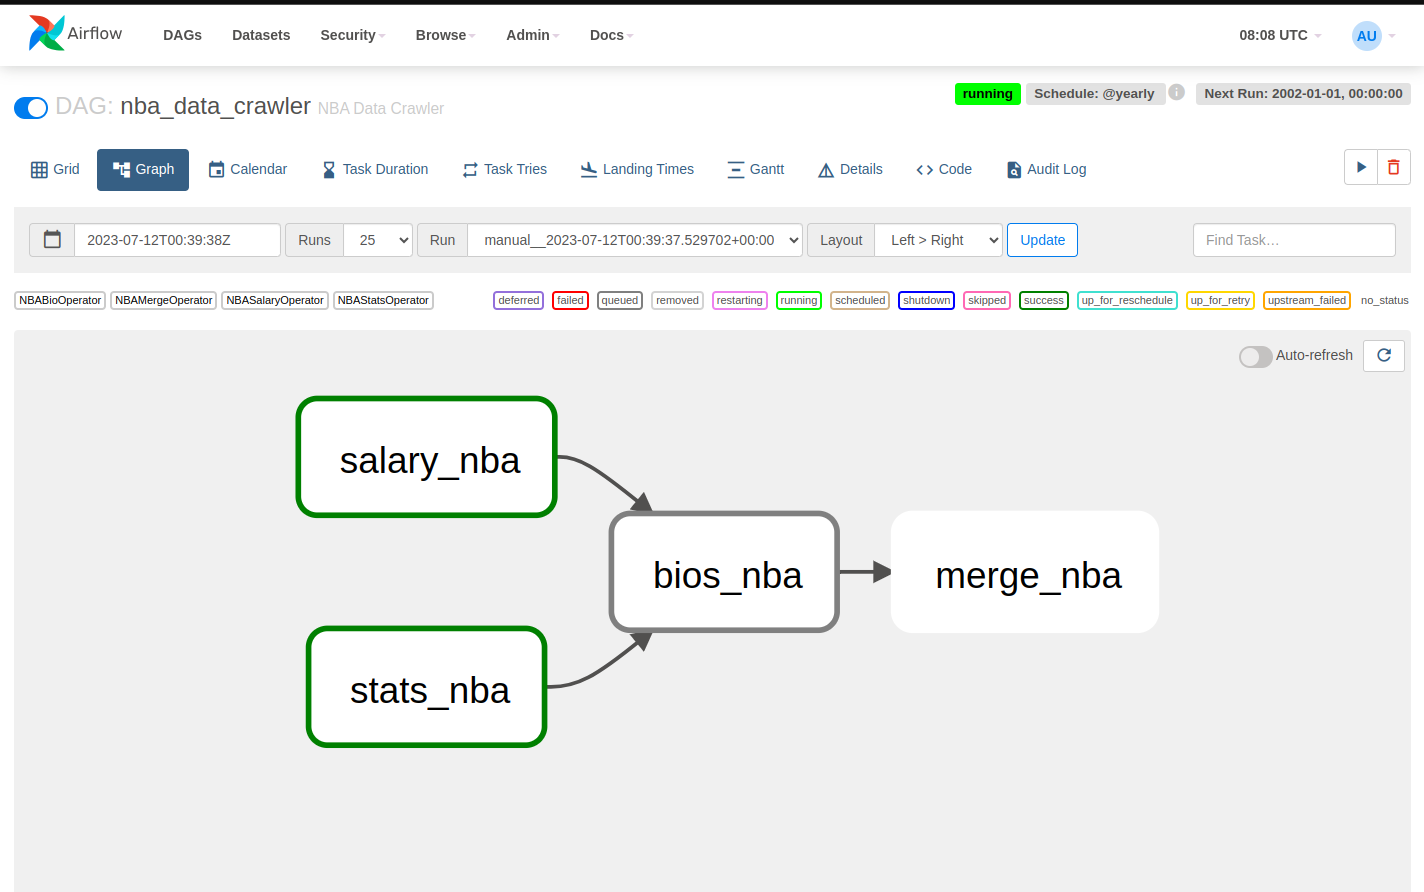 Airflow DAGs Datasets Security Browse Admin Docs 08:08 UTC AU
DAG: nba_data_crawler NBA Data Crawler running Schedule: @yearly i Next Run: 2002-01-01, 00:00:00
Grid Graph Calendar Task Duration Task Tries Landing Times Gantt Details Code Audit Log
2023-07-12T00:39:38Z Runs 25 Run manual__2023-07-12T00:39:37.529702+00:00 Layout Left > Right Update Find Task...
NBABioOperator NBAMergeOperator NBASalaryOperator NBAStatsOperator deferred failed queued removed restarting running scheduled shutdown skipped success up_for_reschedule up_for_retry upstream_failed no_status
Auto-refresh
salary_nba
bios_nba merge_nba
stats_nba